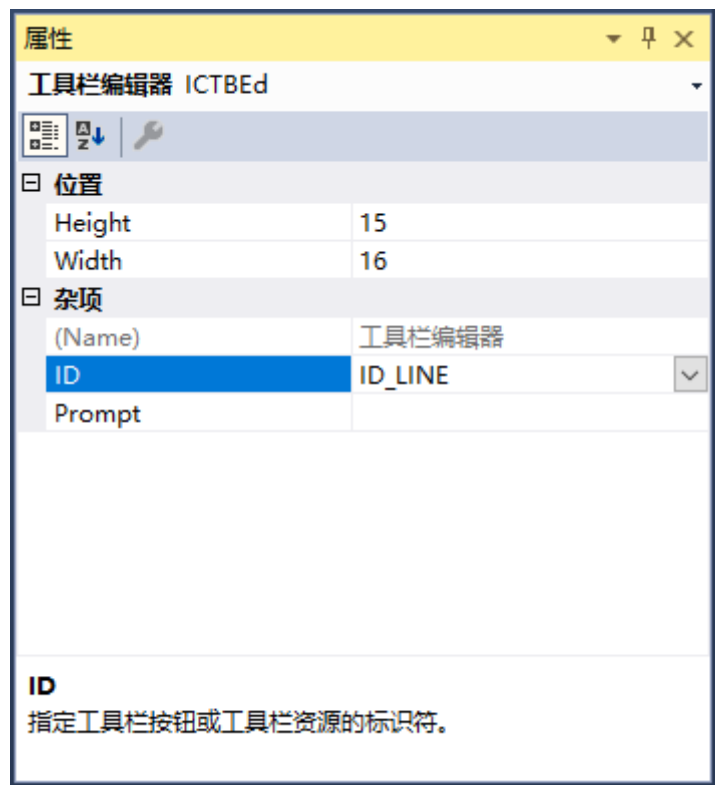 属性
工具栏编辑器 ICTBEd
位置
Height 15
Width 16
杂项
(Name) 工具栏编辑器
ID ID_LINE
Prompt
ID
指定工具栏按钮或工具栏资源的标识符。